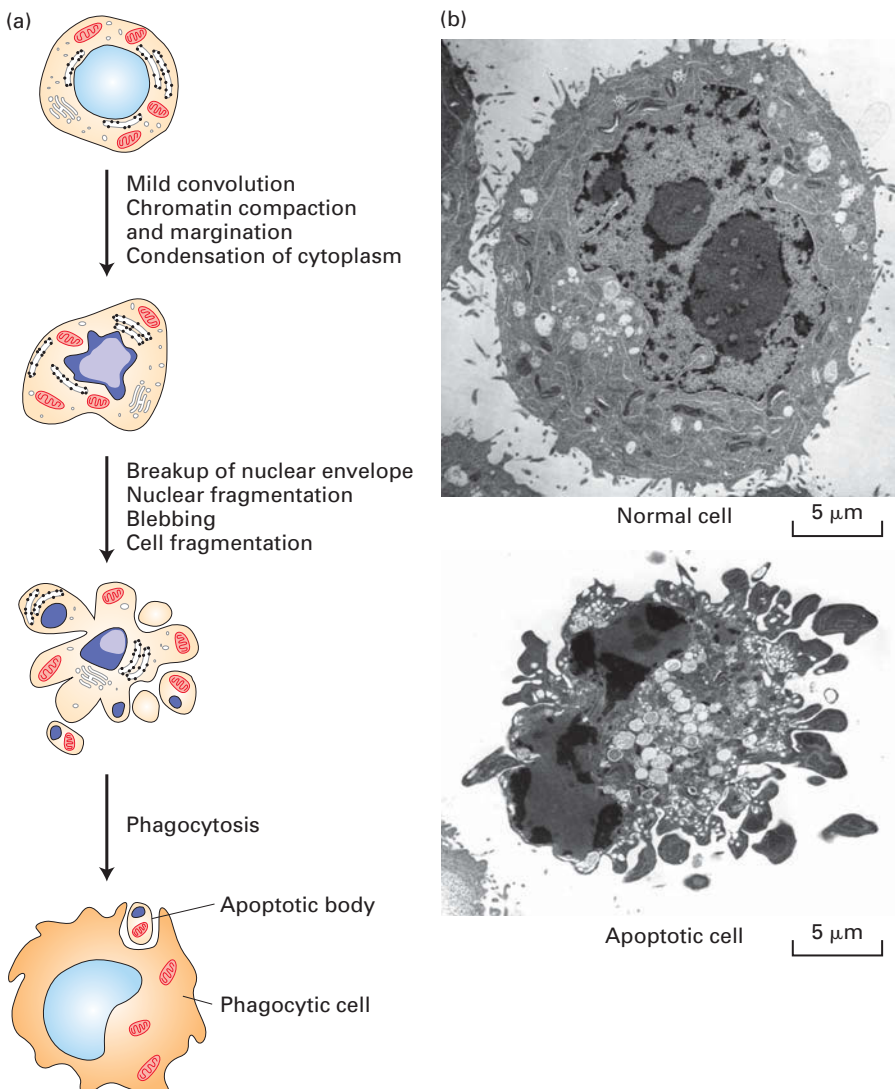 (a)
Mild convolution
Chromatin compaction
and margination
Condensation of cytoplasm
Breakup of nuclear envelope
Nuclear fragmentation
Blebbing
Cell fragmentation
Phagocytosis
Apoptotic body
Phagocytic cell
(b)
Normal cell
5 μm
Apoptotic cell
5 μm